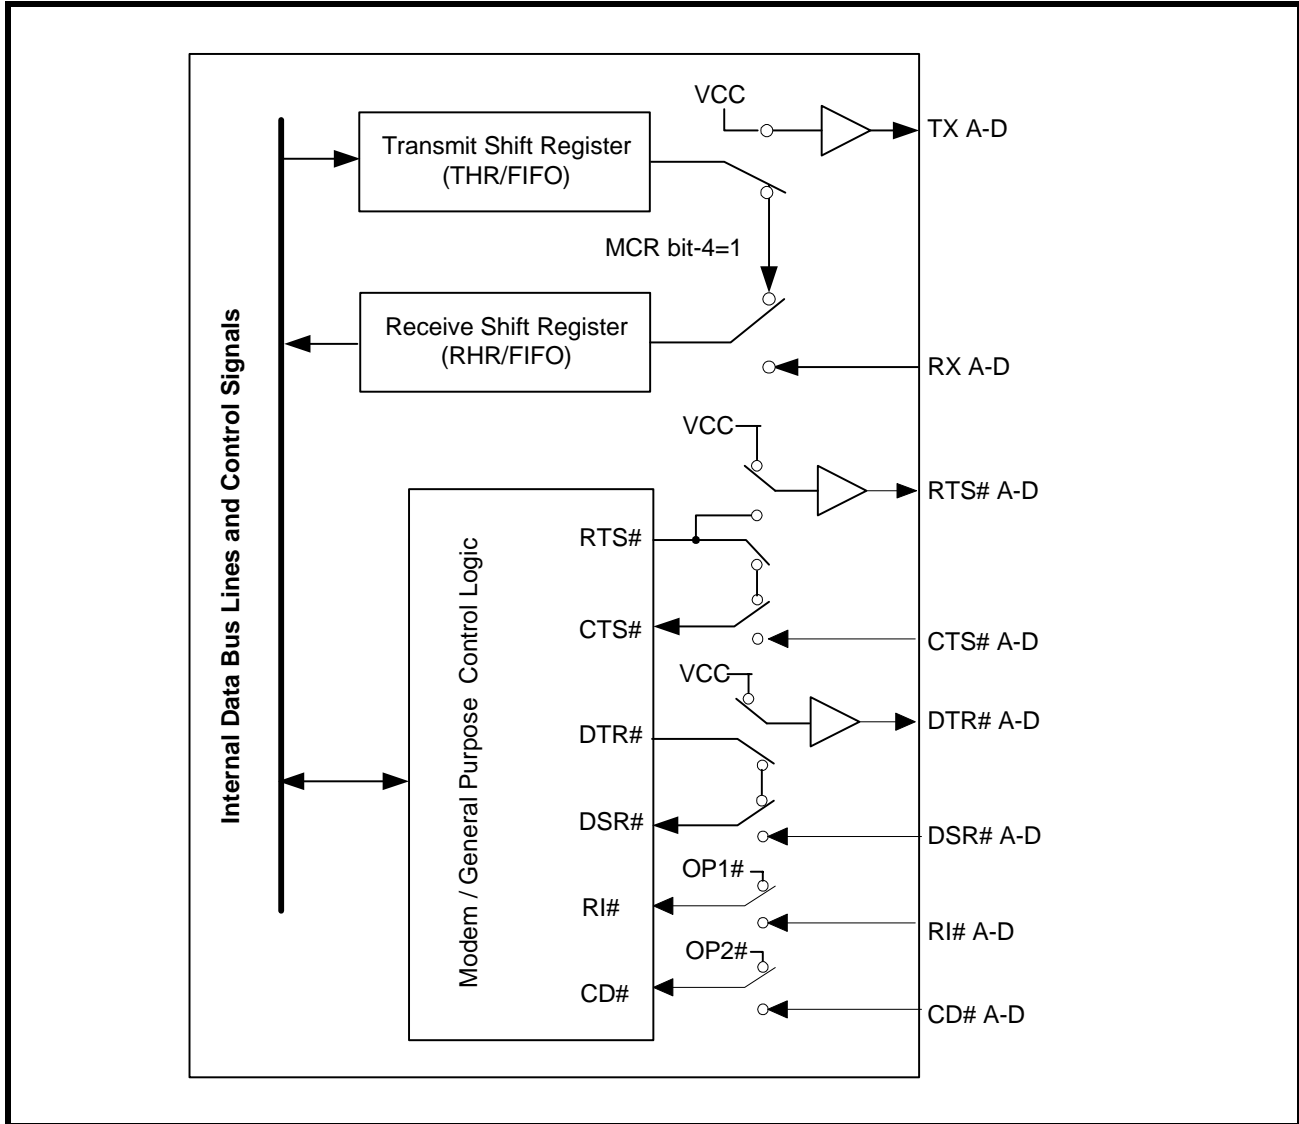 VCC
TX A-D
Transmit Shift Register
(THR/FIFO)
MCR bit-4=1
Receive Shift Register
(RHR/FIFO)
RX A-D
Internal Data Bus Lines and Control Signals
VCC
RTS# A-D
Modem / General Purpose Control Logic
RTS#
CTS#
CTS# A-D
VCC
DTR#
DTR# A-D
DSR#
DSR# A-D
OP1#
RI#
RI# A-D
OP2#
CD#
CD# A-D